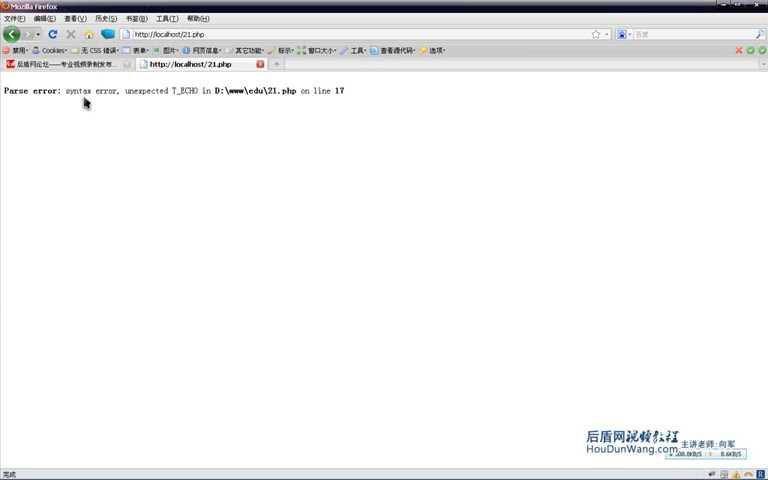 Mozilla Firefox
文件(F) 编辑(E) 查看(V) 历史(S) 书签(B) 工具(T) 帮助(H)
http://localhost/21.php
百度
禁用 Cookies 无 CSS 错误 表单 图片 网页信息 其它功能 标示 窗口大小 工具 查看源代码 选项
后盾网论坛——专业视频录制发布...
http://localhost/21.php
Parse error: syntax error, unexpected T_ECHO in D:\www\edu\21.php on line 17
后盾网视频教程
主讲老师:向军
HouDunWang.com
8.6KB/S
完成